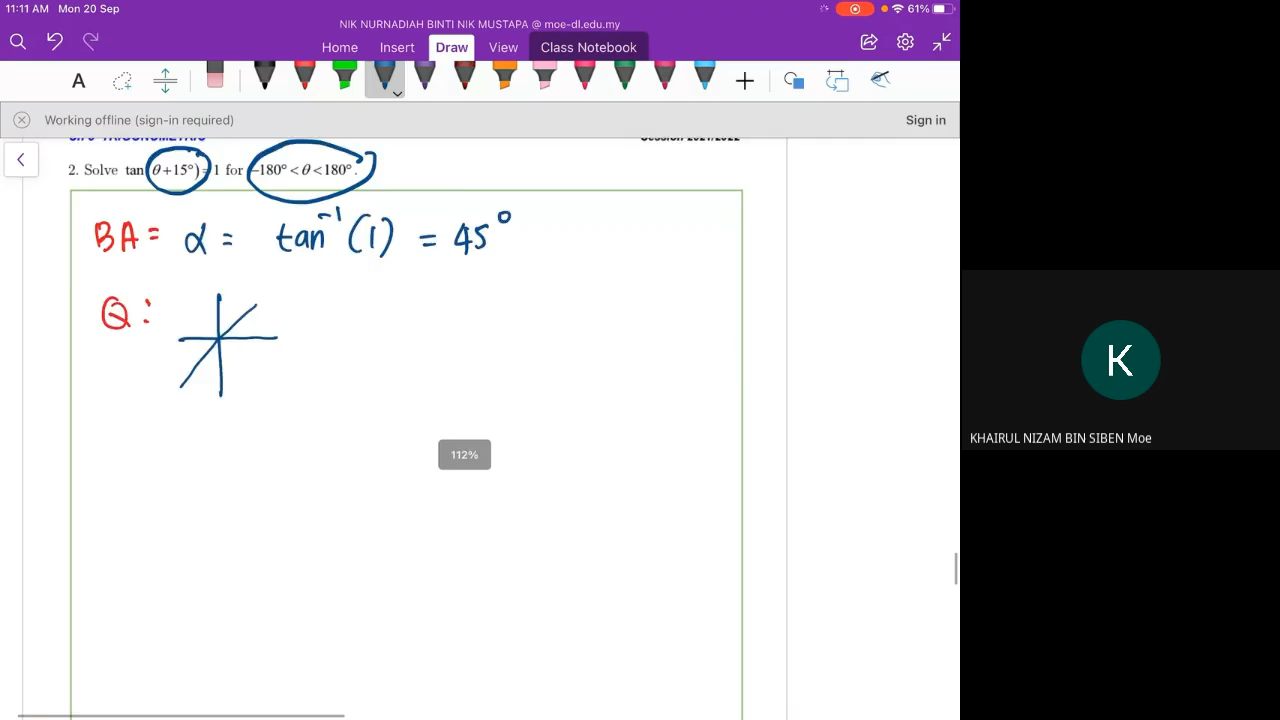 11:11 AM Mon 20 Sep
61%
NIK NURNADIAH BINTI NIK MUSTAPA @ moe-dl.edu.my
Home Insert Draw View Class Notebook
A
Working offline (sign-in required) Sign in
2. Solve tan(θ+15°)=1 for −180°<θ<180°.
BA = α = tan⁻¹(1) = 45°
Q:
112%
K
KHAIRUL NIZAM BIN SIBEN Moe